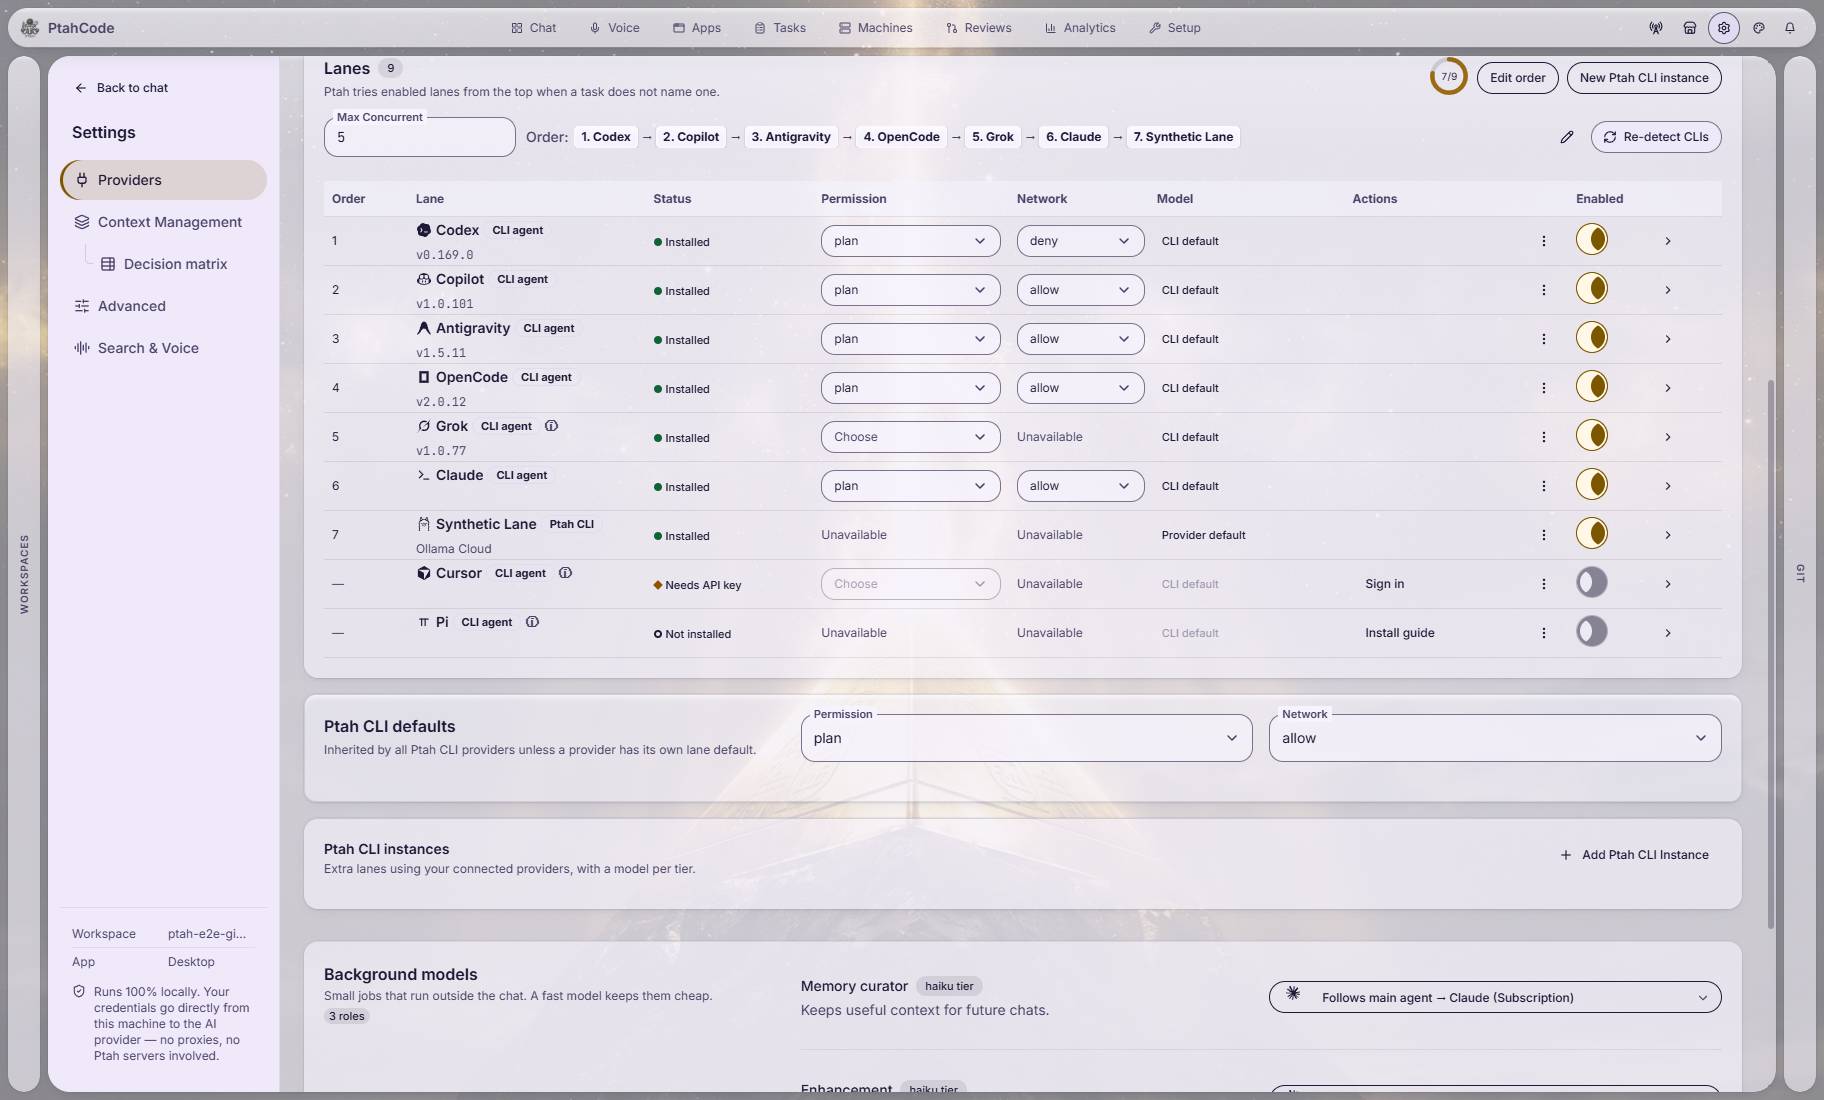 PtahCode
Chat
Voice
Apps
Tasks
Machines
Reviews
Analytics
Setup
WORKSPACES
Back to chat
Settings
Providers
Context Management
Decision matrix
Advanced
Search & Voice
Workspace ptah-e2e-gi...
App Desktop
Runs 100% locally. Your
credentials go directly from
this machine to the AI
provider — no proxies, no
Ptah servers involved.
Lanes 9
Ptah tries enabled lanes from the top when a task does not name one.
7/9
Edit order
New Ptah CLI instance
Max Concurrent
5
Order: 1. Codex → 2. Copilot → 3. Antigravity → 4. OpenCode → 5. Grok → 6. Claude → 7. Synthetic Lane
Re-detect CLIs
Order Lane Status Permission Network Model Actions Enabled
1 Codex CLI agent Installed plan deny CLI default
v0.169.0
2 Copilot CLI agent Installed plan allow CLI default
v1.0.101
3 Antigravity CLI agent Installed plan allow CLI default
v1.5.11
4 OpenCode CLI agent Installed plan allow CLI default
v2.0.12
5 Grok CLI agent Installed Choose Unavailable CLI default
v1.0.77
6 Claude CLI agent Installed plan allow CLI default
7 Synthetic Lane Ptah CLI Installed Unavailable Unavailable Provider default
Ollama Cloud
— Cursor CLI agent Needs API key Choose Unavailable CLI default Sign in
— Pi CLI agent Not installed Unavailable Unavailable CLI default Install guide
Ptah CLI defaults
Inherited by all Ptah CLI providers unless a provider has its own lane default.
Permission
plan
Network
allow
Ptah CLI instances
Extra lanes using your connected providers, with a model per tier.
+ Add Ptah CLI Instance
Background models
Small jobs that run outside the chat. A fast model keeps them cheap.
3 roles
Memory curator haiku tier
Keeps useful context for future chats.
Follows main agent → Claude (Subscription)
Enhancement haiku tier
GIT